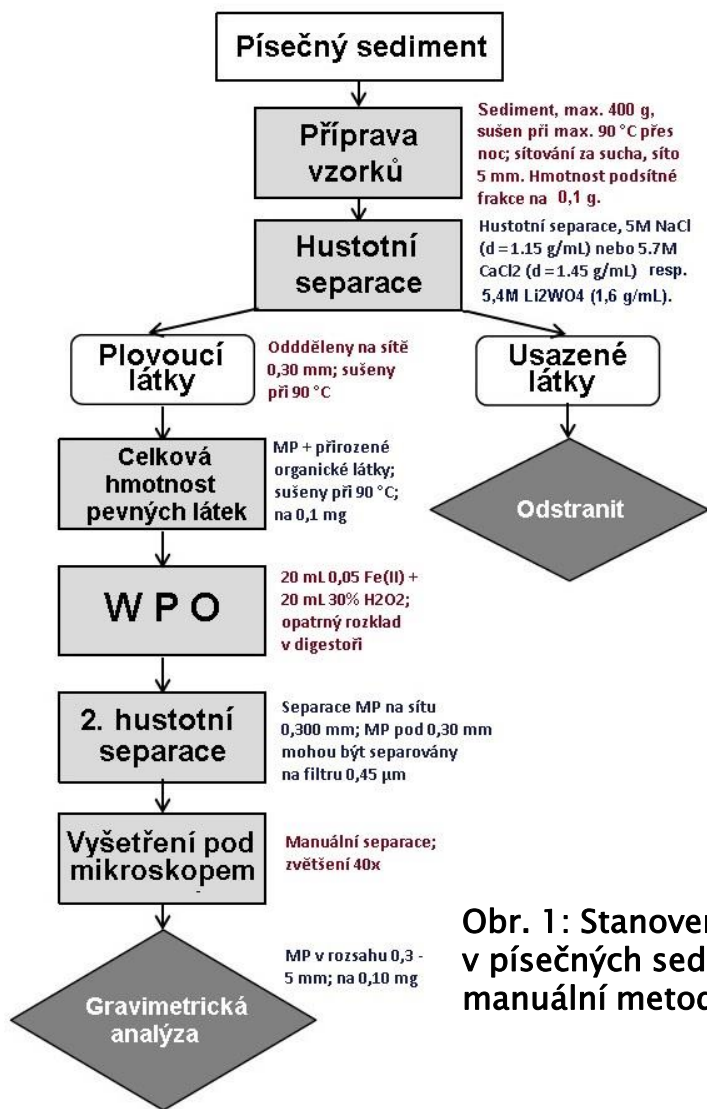 Písečný sediment
Příprava
vzorků
Sediment, max. 400 g,
sušen při max. 90 °C přes
noc; sítování za sucha, síto
5 mm. Hmotnost podsítné
frakce na 0,1 g.
Hustotní
separace
Hustotní separace, 5M NaCl
(d = 1.15 g/mL) nebo 5.7M
CaCl2 (d = 1.45 g/mL) resp.
5,4M Li2WO4 (1,6 g/mL).
Plovoucí
látky
Oddděleny na sítě
0,30 mm; sušeny
při 90 °C
Usazené
látky
Celková
hmotnost
pevných látek
MP + přirozené
organické látky;
sušeny při 90 °C;
na 0,1 mg
Odstranit
W P O
20 mL 0,05 Fe(II) +
20 mL 30% H2O2;
opatrný rozklad
v digestoři
2. hustotní
separace
Separace MP na sítu
0,300 mm; MP pod 0,30 mm
mohou být separovány
na filtru 0,45 µm
Vyšetření pod
mikroskopem
Manuální separace;
zvětšení 40x
Gravimetrická
analýza
MP v rozsahu 0,3 -
5 mm; na 0,10 mg
Obr. 1: Stanoven
v písečných sed
manuální metod